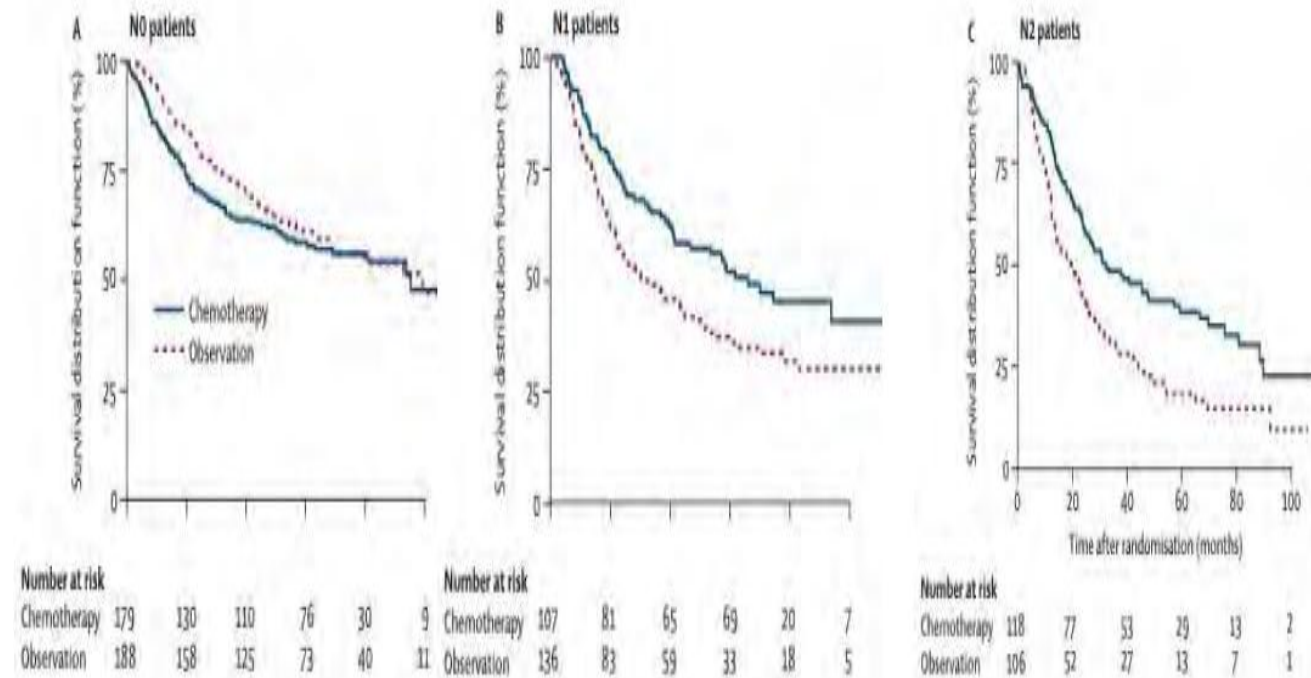 A N0 patients
Survival distribution function (%)
100
75
50
25
0
Chemotherapy
Observation
Number at risk
Chemotherapy 179 130 110 76 30 9
Observation 188 158 125 73 40 11
B N1 patients
Survival distribution function (%)
100
75
50
25
0
Number at risk
Chemotherapy 107 81 65 69 20 7
Observation 136 83 59 33 18 5
C N2 patients
Survival distribution function (%)
100
75
50
25
0
0 20 40 60 80 100
Time after randomisation (months)
Number at risk
Chemotherapy 118 77 53 29 13 2
Observation 106 52 27 13 7 1